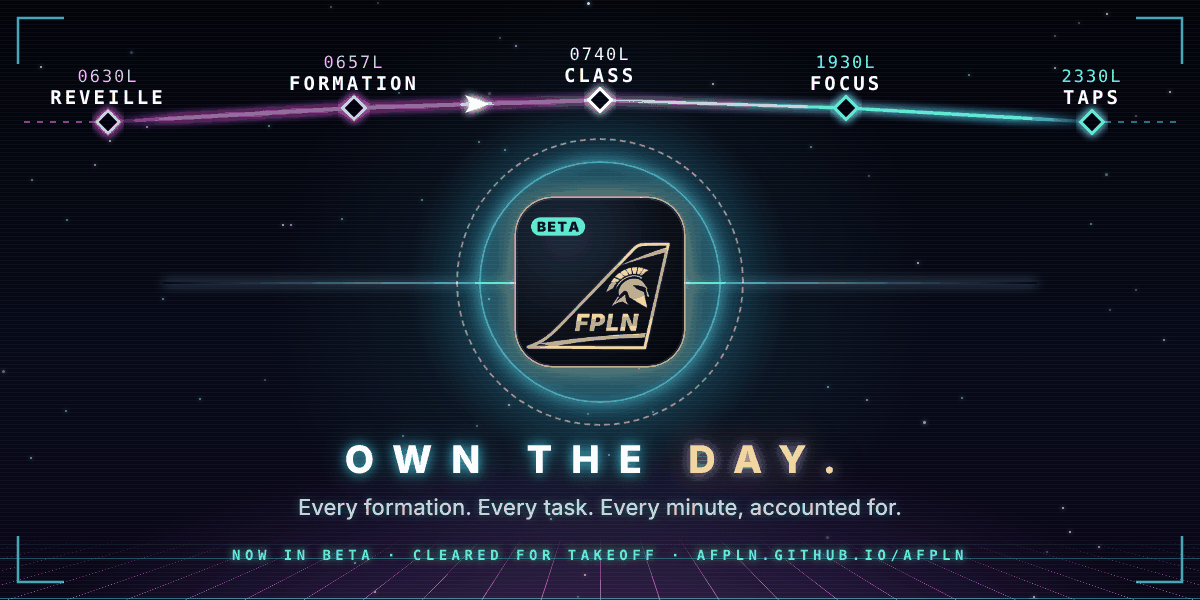 0630L
REVEILLE
0657L
FORMATION
0740L
CLASS
1930L
FOCUS
2330L
TAPS
BETA
FPLN
OWN THE DAY.
Every formation. Every task. Every minute, accounted for.
NOW IN BETA · CLEARED FOR TAKEOFF · AFPLN.GITHUB.IO/AFPLN